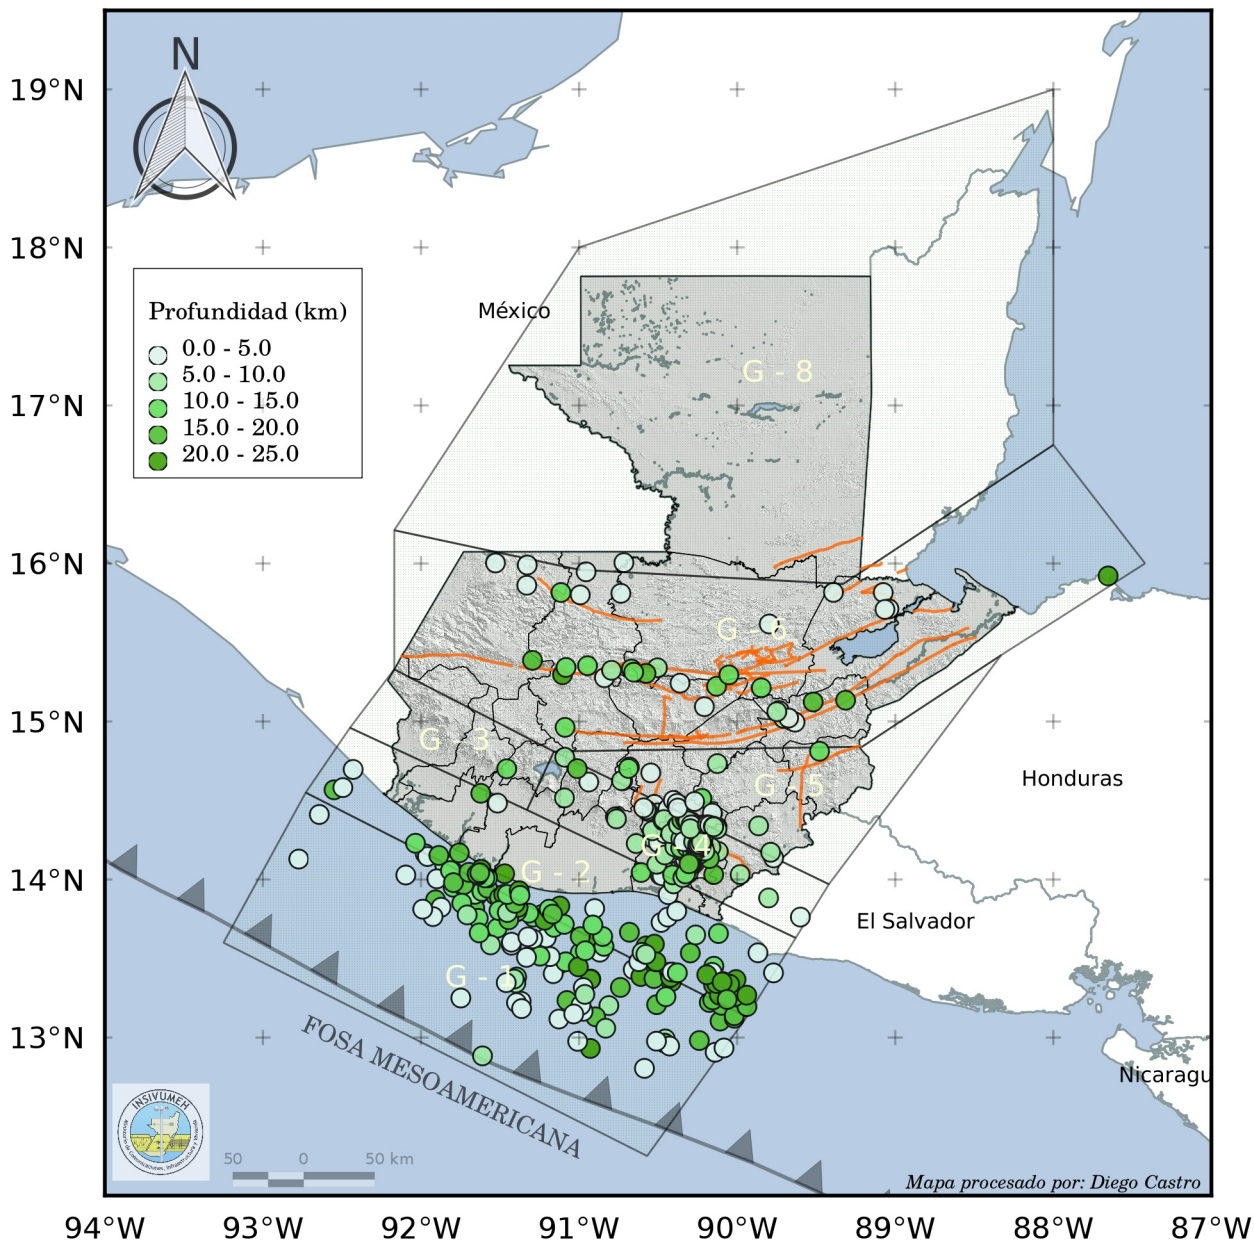 N
19°N
18°N
17°N
16°N
15°N
14°N
13°N
México
Profundidad (km)
0.0 - 5.0
5.0 - 10.0
10.0 - 15.0
15.0 - 20.0
20.0 - 25.0
G - 8
G - 6
G - 3
G - 5
G - 4
G - 2
G - 1
Honduras
El Salvador
Nicaragu
FOSA MESOAMERICANA
INSIVUMEH
50 0 50 km
Mapa procesado por: Diego Castro
94°W 93°W 92°W 91°W 90°W 89°W 88°W 87°W